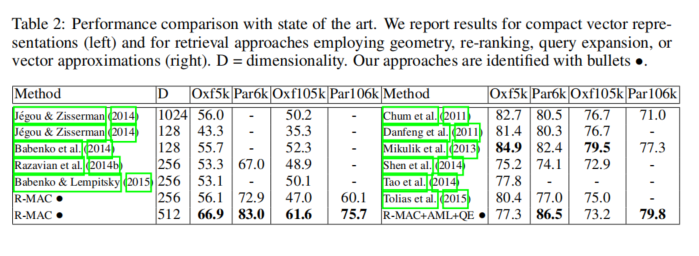 Table 2: Performance comparison with state of the art. We report results for compact vector repre-
sentations (left) and for retrieval approaches employing geometry, re-ranking, query expansion, or
vector approximations (right). D = dimensionality. Our approaches are identified with bullets ●.
Method D Oxf5k Par6k Oxf105k Par106k Method Oxf5k Par6k Oxf105k Par106k
Jégou & Zisserman (2014) 1024 56.0 - 50.2 - Chum et al. (2011) 82.7 80.5 76.7 71.0
Jégou & Zisserman (2014) 128 43.3 - 35.3 - Danfeng et al. (2011) 81.4 80.3 76.7 -
Babenko et al. (2014) 128 55.7 - 52.3 - Mikulik et al. (2013) 84.9 82.4 79.5 77.3
Razavian et al. (2014b) 256 53.3 67.0 48.9 - Shen et al. (2014) 75.2 74.1 72.9 -
Babenko & Lempitsky (2015) 256 53.1 - 50.1 - Tao et al. (2014) 77.8 - - -
R-MAC ● 256 56.1 72.9 47.0 60.1 Tolias et al. (2015) 80.4 77.0 75.0 -
R-MAC ● 512 66.9 83.0 61.6 75.7 R-MAC+AML+QE ● 77.3 86.5 73.2 79.8